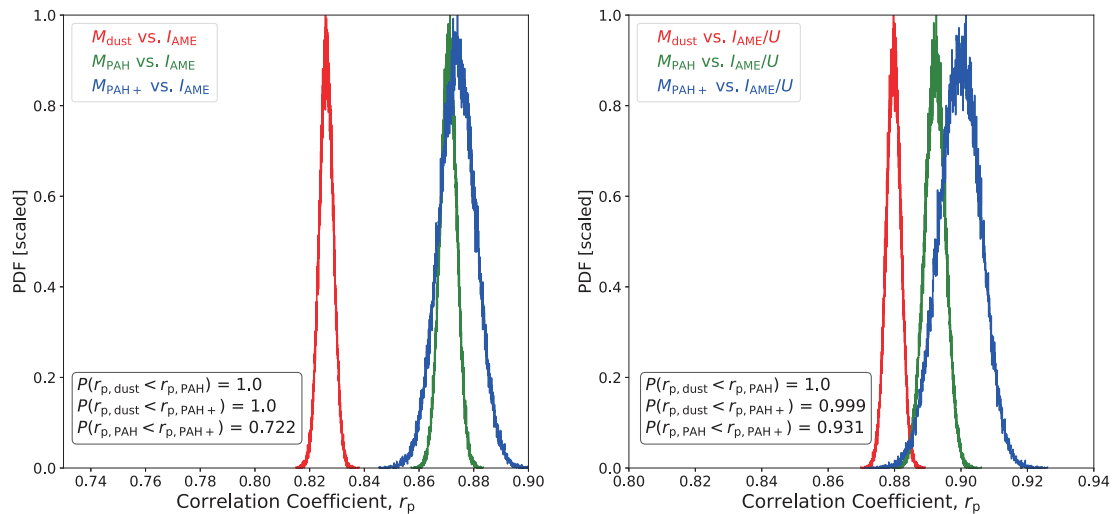 M_dust vs. I_AME
M_PAH vs. I_AME
M_PAH+ vs. I_AME
1.0
0.8
0.6
0.4
0.2
0.0
PDF [scaled]
P(r_p,dust < r_p,PAH) = 1.0
P(r_p,dust < r_p,PAH+) = 1.0
P(r_p,PAH < r_p,PAH+) = 0.722
0.74 0.76 0.78 0.80 0.82 0.84 0.86 0.88 0.90
Correlation Coefficient, r_p
M_dust vs. I_AME/U
M_PAH vs. I_AME/U
M_PAH+ vs. I_AME/U
1.0
0.8
0.6
0.4
0.2
0.0
PDF [scaled]
P(r_p,dust < r_p,PAH) = 1.0
P(r_p,dust < r_p,PAH+) = 0.999
P(r_p,PAH < r_p,PAH+) = 0.931
0.80 0.82 0.84 0.86 0.88 0.90 0.92 0.94
Correlation Coefficient, r_p